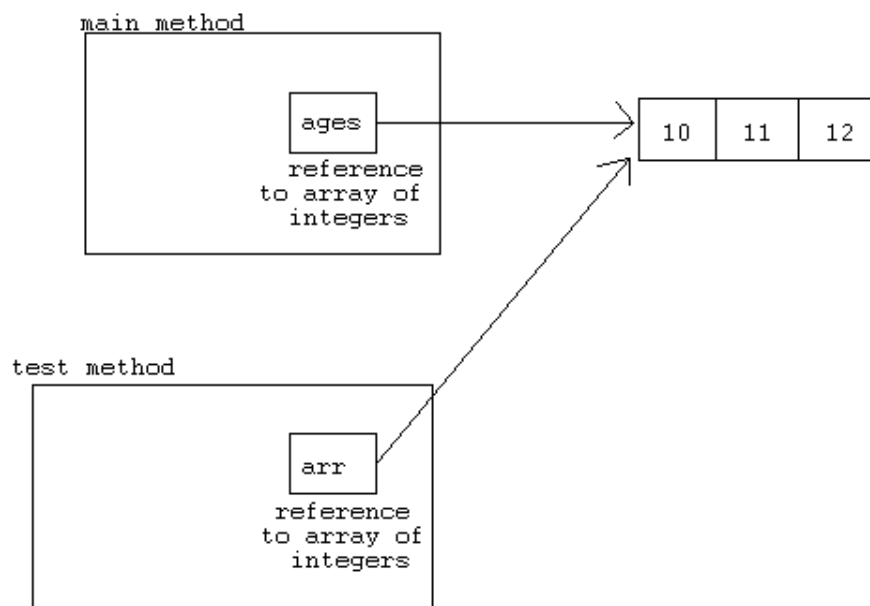 main method
ages
10 11 12
reference
to array of
integers
test method
arr
reference
to array of
integers